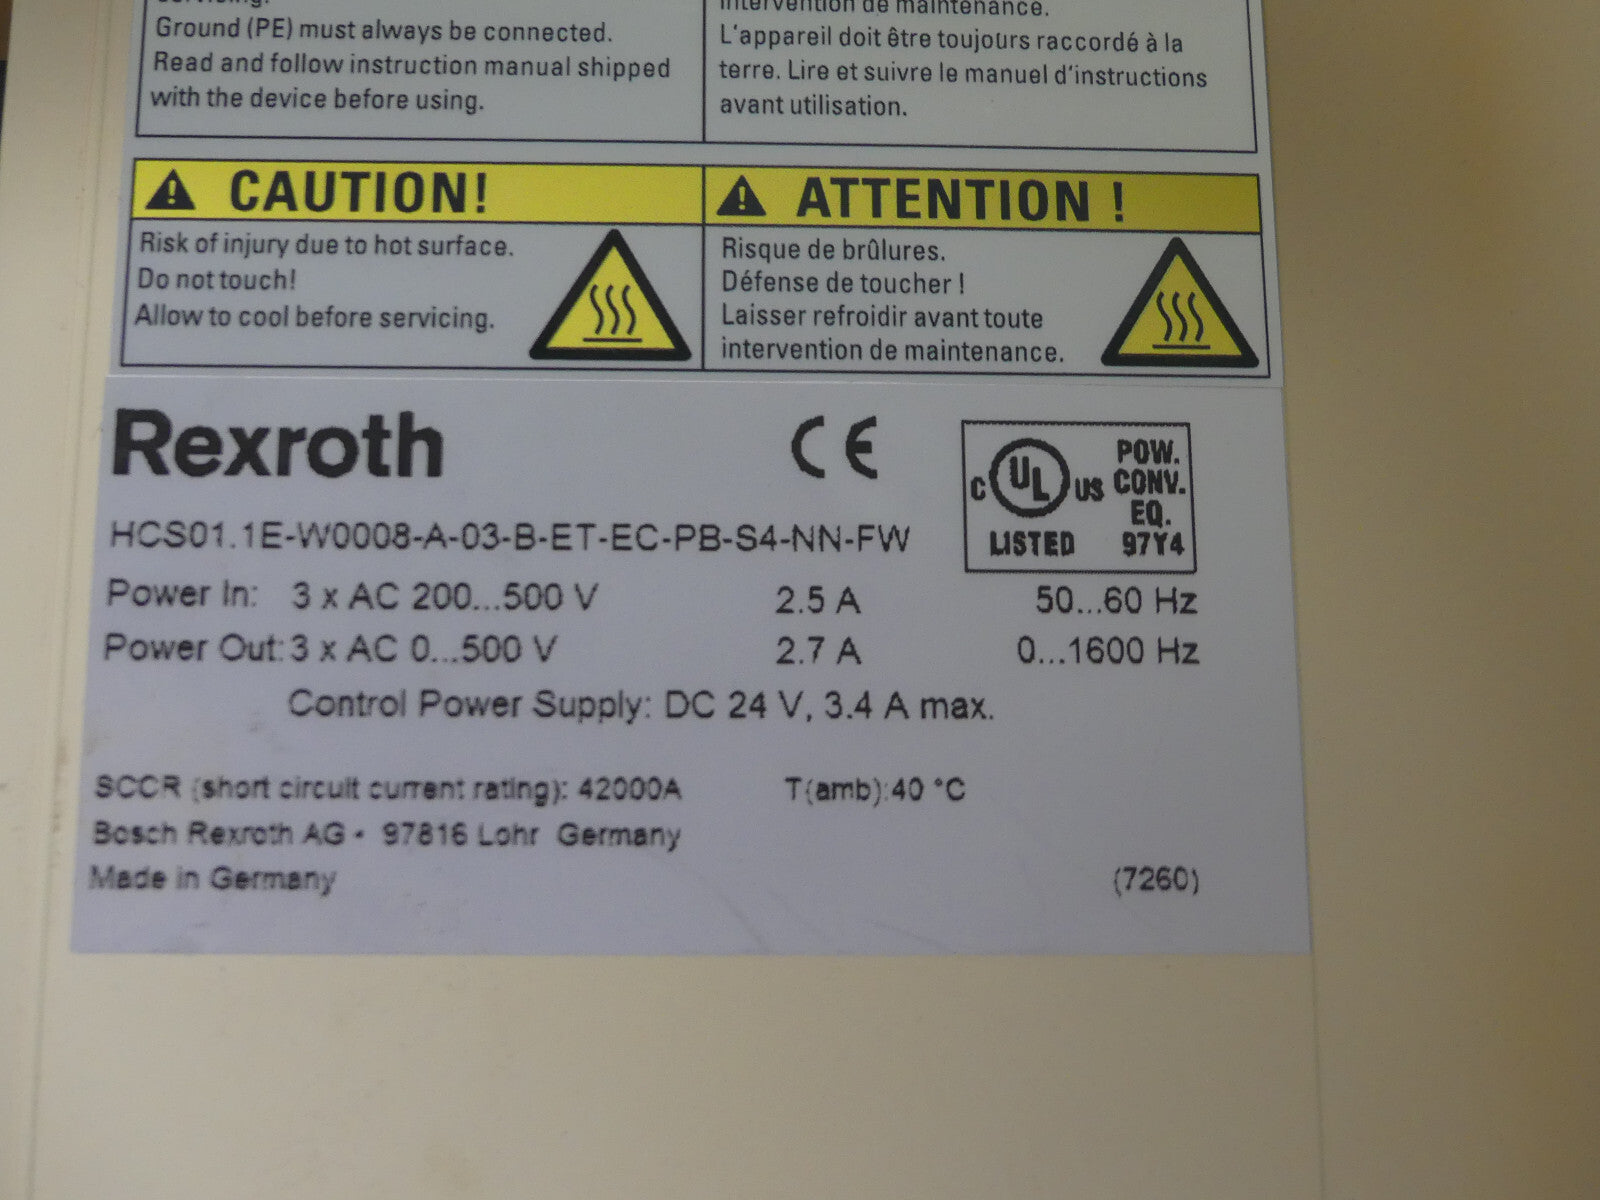 servicing.
Ground (PE) must always be connected.
Read and follow instruction manual shipped
with the device before using.
intervention de maintenance.
L'appareil doit être toujours raccordé à la
terre. Lire et suivre le manuel d'instructions
avant utilisation.
CAUTION!
Risk of injury due to hot surface.
Do not touch!
Allow to cool before servicing.
ATTENTION !
Risque de brûlures.
Défense de toucher !
Laisser refroidir avant toute
intervention de maintenance.
Rexroth
CE
C UL US
LISTED
POW.
CONV.
EQ.
97Y4
HCS01.1E-W0008-A-03-B-ET-EC-PB-S4-NN-FW
Power In: 3 x AC 200...500 V 2.5 A 50...60 Hz
Power Out: 3 x AC 0...500 V 2.7 A 0...1600 Hz
Control Power Supply: DC 24 V, 3.4 A max.
SCCR (short circuit current rating): 42000A T(amb):40 °C
Bosch Rexroth AG • 97816 Lohr Germany
Made in Germany (7260)